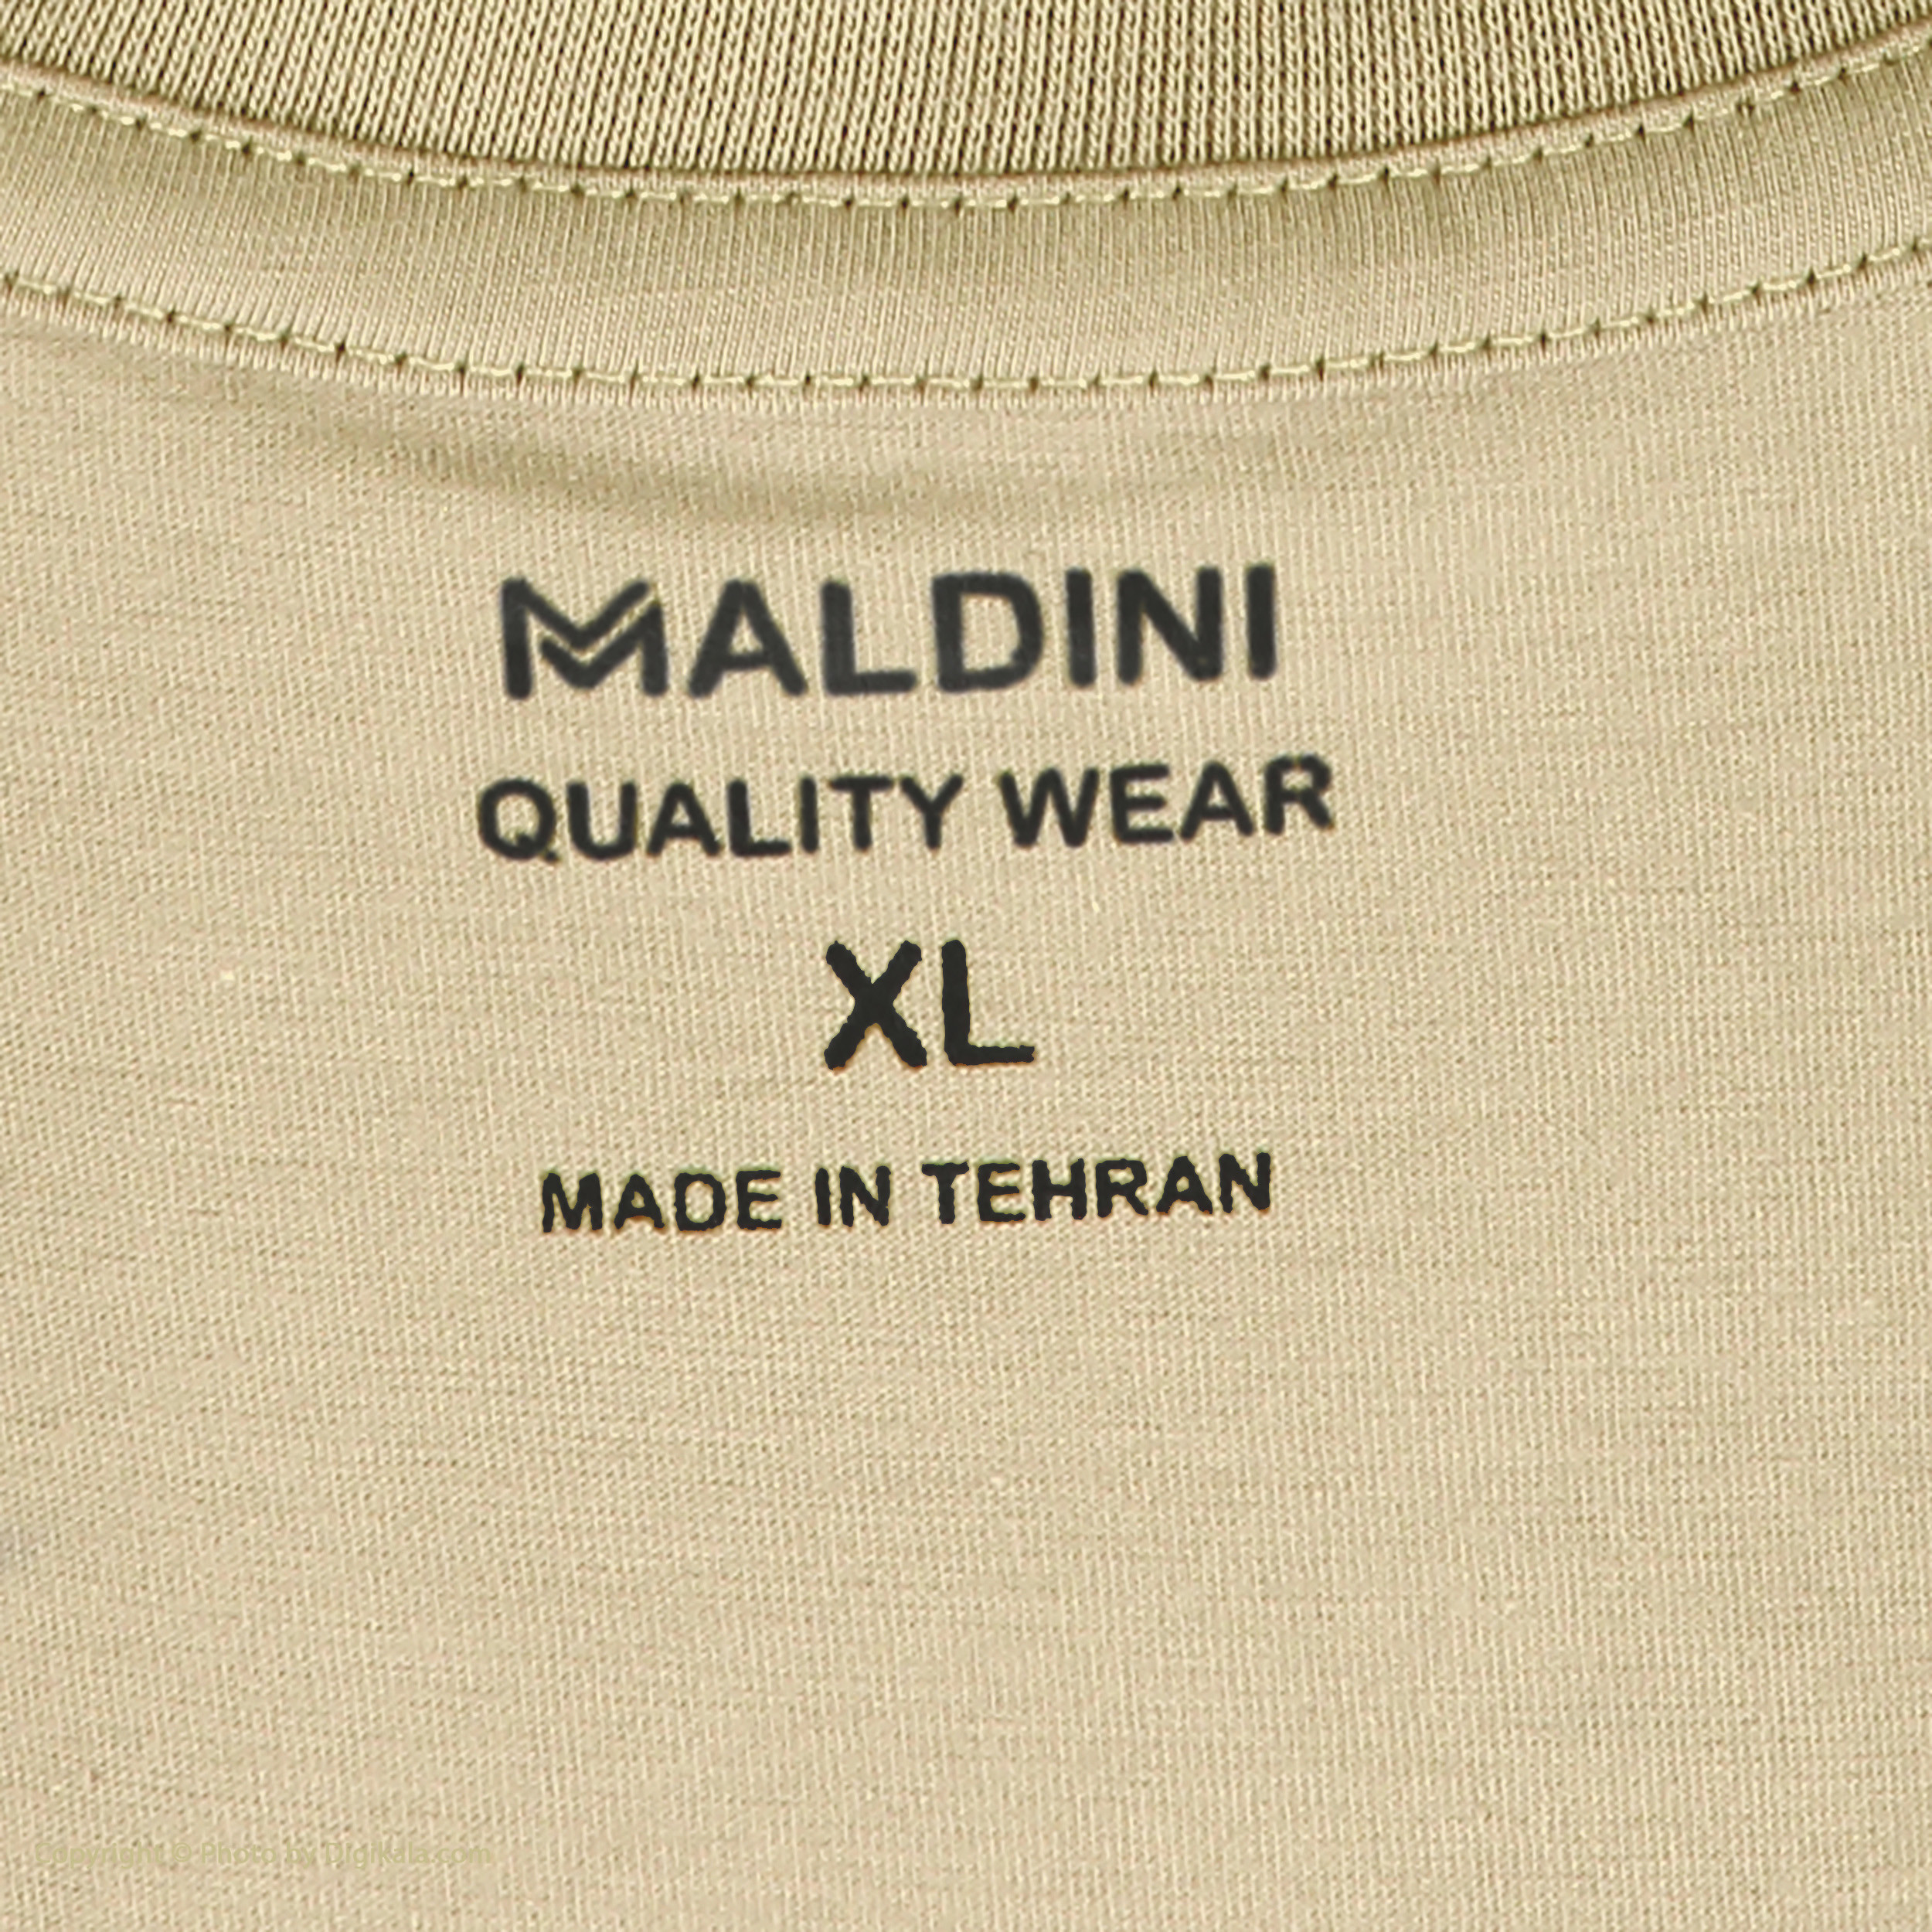 MALDINI
QUALITY WEAR
XL
MADE IN TEHRAN
Copyright © Photo by Digikala.com